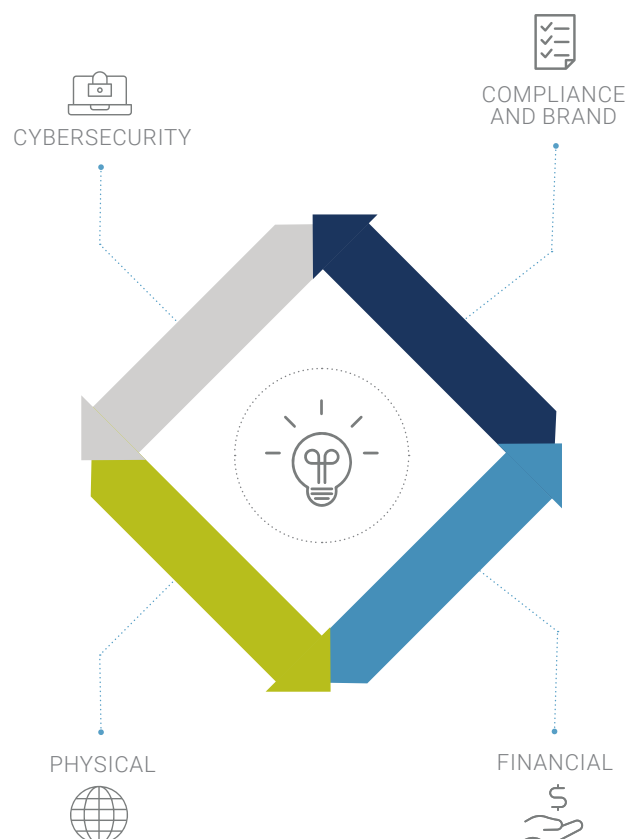 CYBERSECURITY
COMPLIANCE
AND BRAND
PHYSICAL
FINANCIAL
$